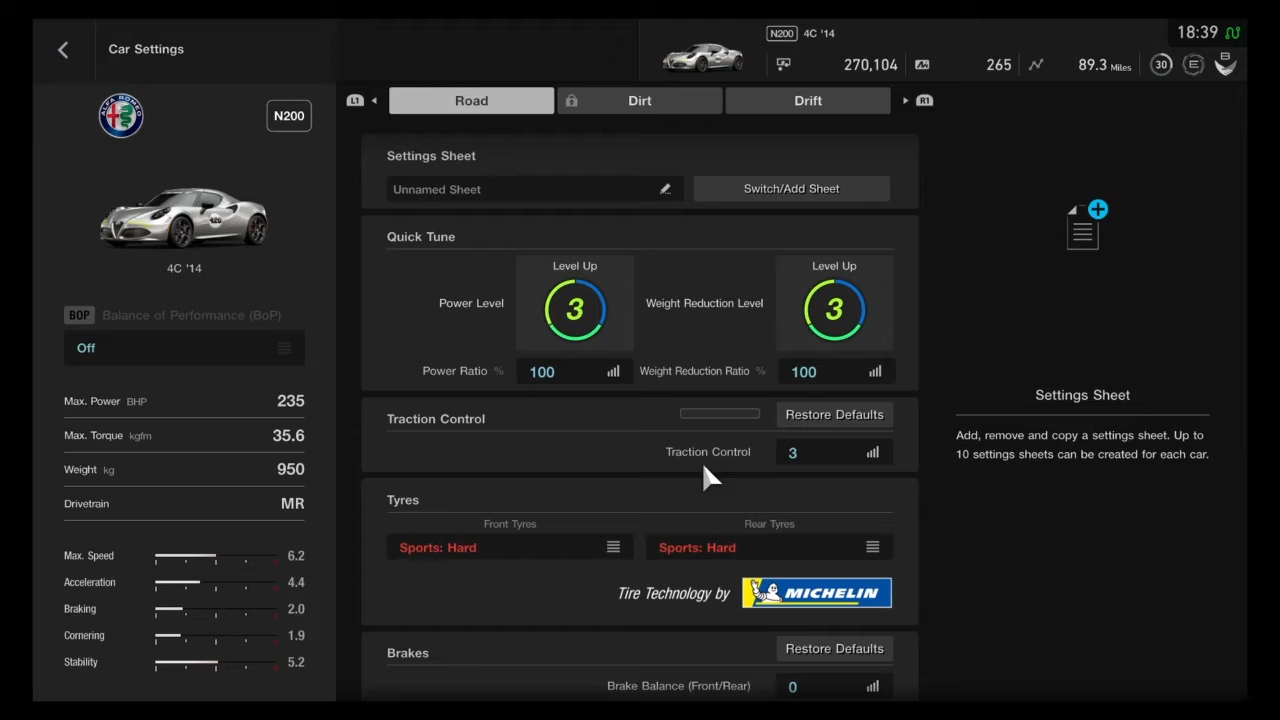 Car Settings
N200 4C '14
270,104
265
89.3 Miles
30
E
B
18:39
ALFA ROMEO
N200
4C '14
BOP Balance of Performance (BoP)
Off
Max. Power BHP 235
Max. Torque kgfm 35.6
Weight kg 950
Drivetrain MR
Max. Speed 6.2
Acceleration 4.4
Braking 2.0
Cornering 1.9
Stability 5.2
L1 Road Dirt Drift R1
Settings Sheet
Unnamed Sheet Switch/Add Sheet
Quick Tune
Level Up Level Up
Power Level 3 Weight Reduction Level 3
Power Ratio % 100 Weight Reduction Ratio % 100
Traction Control Restore Defaults
Traction Control 3
Tyres
Front Tyres Rear Tyres
Sports: Hard Sports: Hard
Tire Technology by MICHELIN
Brakes Restore Defaults
Brake Balance (Front/Rear) 0
Settings Sheet
Add, remove and copy a settings sheet. Up to
10 settings sheets can be created for each car.